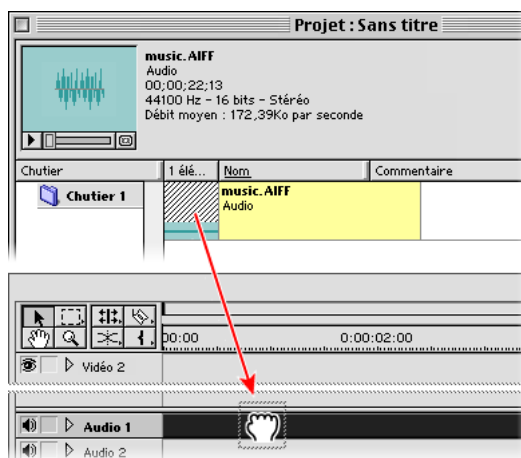 Projet : Sans titre
music.AIFF
Audio
00;00;22;13
44100 Hz – 16 bits – Stéréo
Débit moyen : 172,39Ko par seconde
Chutier
1 élé...
Nom
Commentaire
Chutier 1
music.AIFF
Audio
00:00
0:00:02:00
Vidéo 2
Audio 1
Audio 2